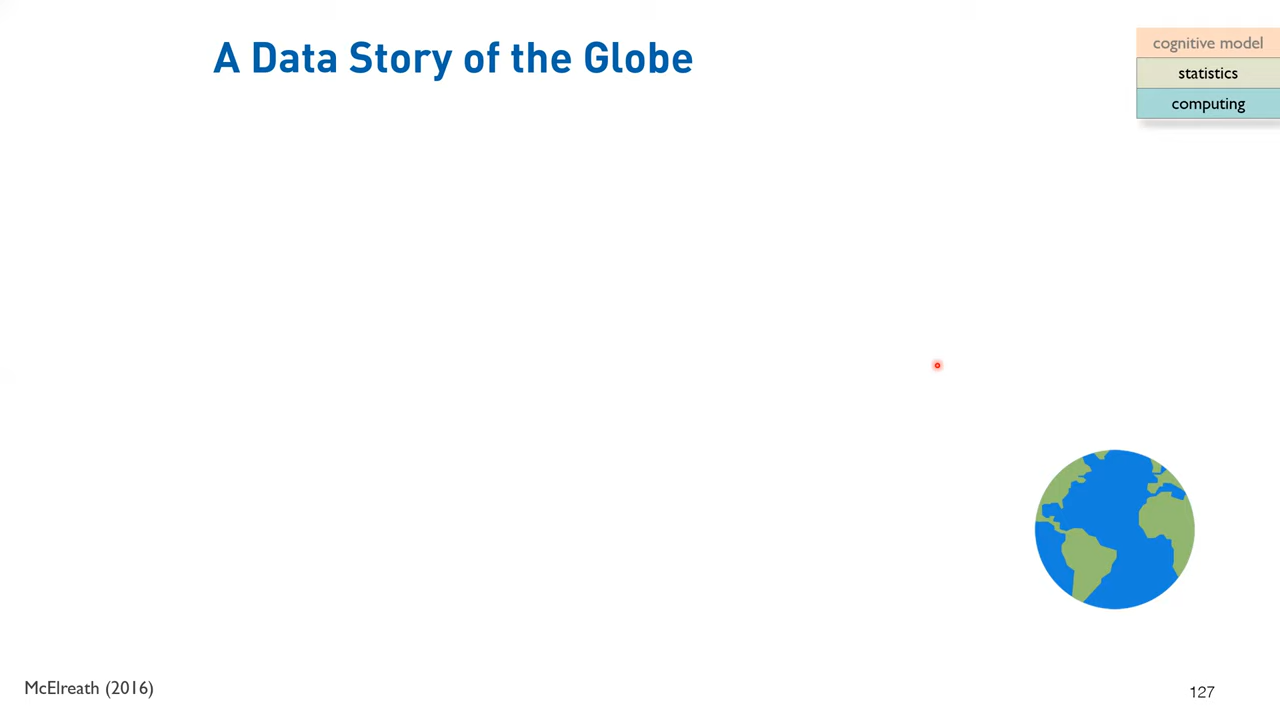 A Data Story of the Globe
cognitive model
statistics
computing
McElreath (2016)
127